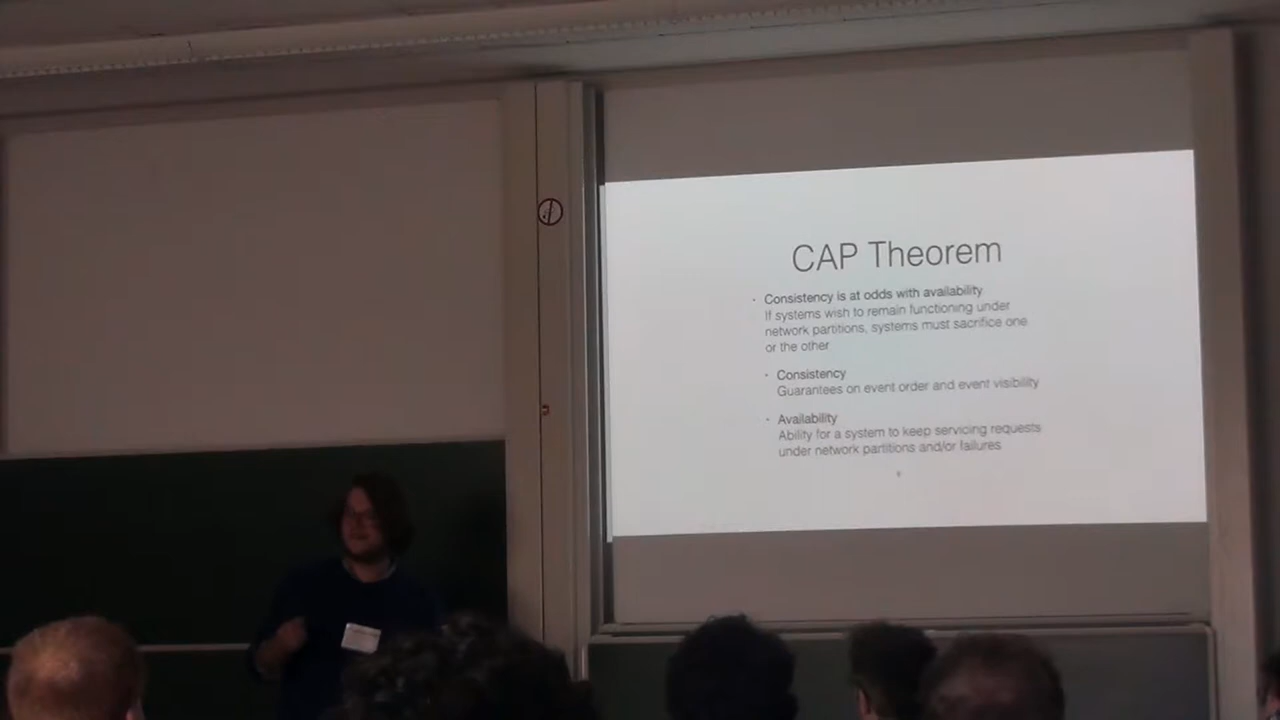 CAP Theorem
· Consistency is at odds with availability
If systems wish to remain functioning under
network partitions, systems must sacrifice one
or the other
· Consistency
Guarantees on event order and event visibility
· Availability
Ability for a system to keep servicing requests
under network partitions and/or failures